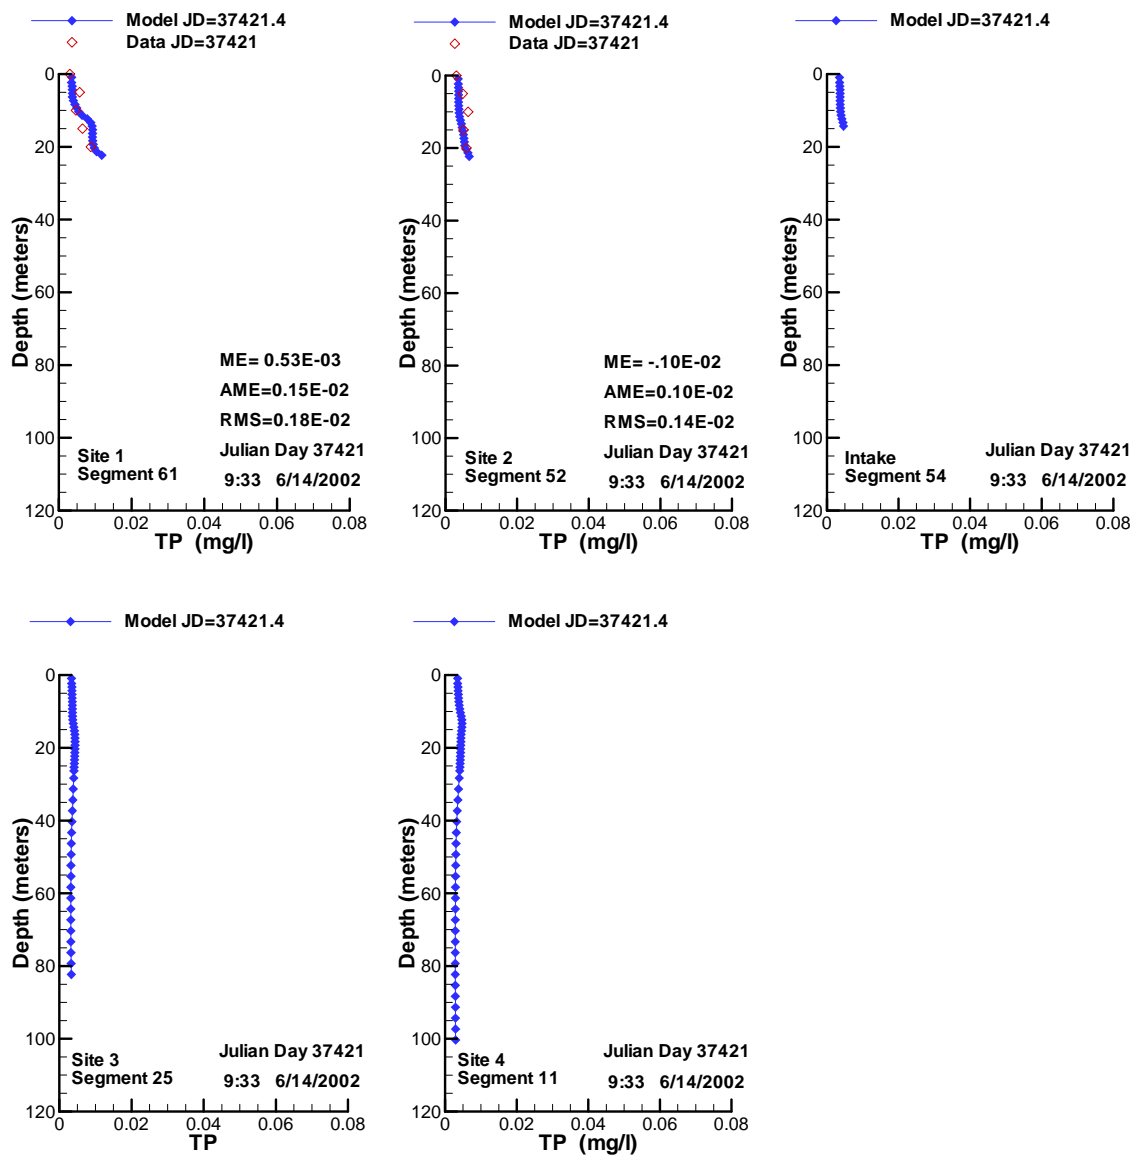 Model JD=37421.4
Data JD=37421
0
20
40
60
80
100
120
Depth (meters)
ME= 0.53E-03
AME=0.15E-02
RMS=0.18E-02
Julian Day 37421
9:33 6/14/2002
Site 1
Segment 61
0 0.02 0.04 0.06 0.08
TP (mg/l)
Model JD=37421.4
Data JD=37421
0
20
40
60
80
100
120
Depth (meters)
ME= -.10E-02
AME=0.10E-02
RMS=0.14E-02
Julian Day 37421
9:33 6/14/2002
Site 2
Segment 52
0 0.02 0.04 0.06 0.08
TP (mg/l)
Model JD=37421.4
0
20
40
60
80
100
120
Depth (meters)
Julian Day 37421
9:33 6/14/2002
Intake
Segment 54
0 0.02 0.04 0.06 0.08
TP (mg/l)
Model JD=37421.4
0
20
40
60
80
100
120
Depth (meters)
Julian Day 37421
9:33 6/14/2002
Site 3
Segment 25
0 0.02 0.04 0.06 0.08
TP
Model JD=37421.4
0
20
40
60
80
100
120
Depth (meters)
Julian Day 37421
9:33 6/14/2002
Site 4
Segment 11
0 0.02 0.04 0.06 0.08
TP (mg/l)